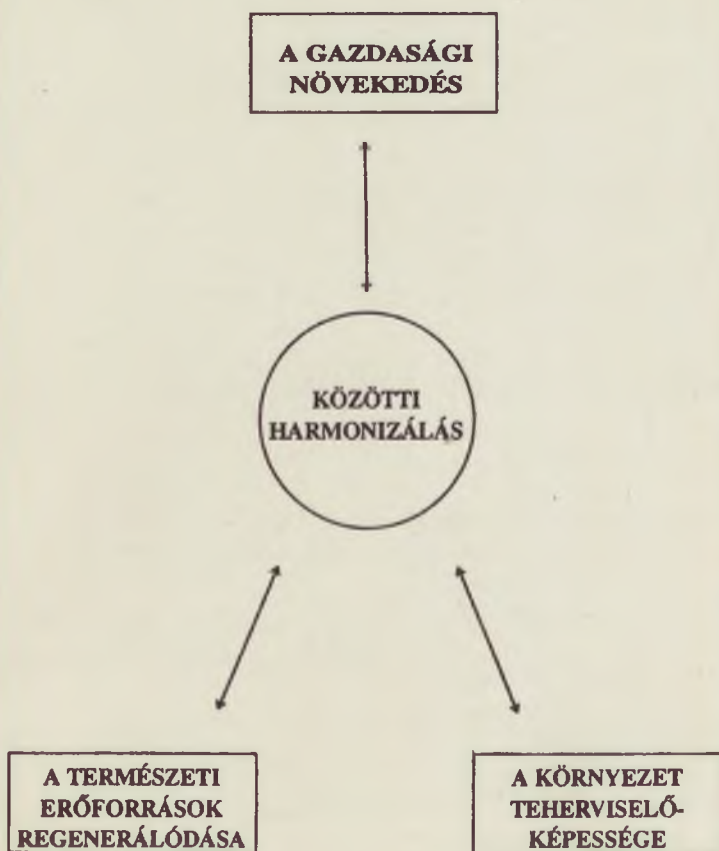 A GAZDASÁGI
NÖVEKEDÉS
KÖZÖTTI
HARMONIZÁLÁS
A TERMÉSZETI
ERŐFORRÁSOK
REGENERÁLÓDÁSA
A KÖRNYEZET
TEHERVISELŐ-
KÉPESSÉGE